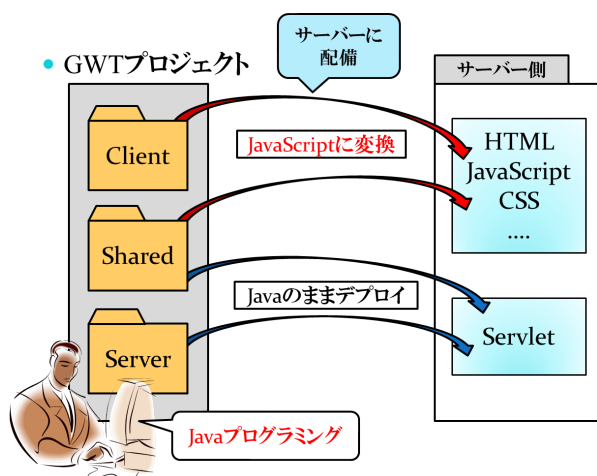 サーバーに
配備
• GWTプロジェクト
サーバー側
Client
JavaScriptに変換
HTML
JavaScript
CSS
....
Shared
Javaのままデプロイ
Server
Servlet
Javaプログラミング